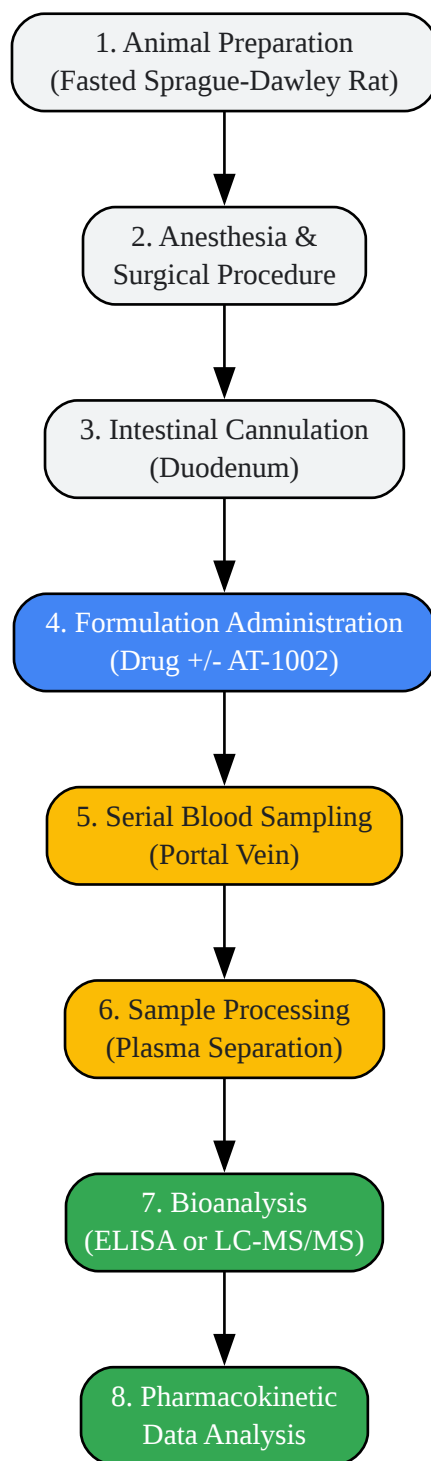 1. Animal Preparation
(Fasted Sprague-Dawley Rat)
2. Anesthesia &
Surgical Procedure
3. Intestinal Cannulation
(Duodenum)
4. Formulation Administration
(Drug +/- AT-1002)
5. Serial Blood Sampling
(Portal Vein)
6. Sample Processing
(Plasma Separation)
7. Bioanalysis
(ELISA or LC-MS/MS)
8. Pharmacokinetic
Data Analysis